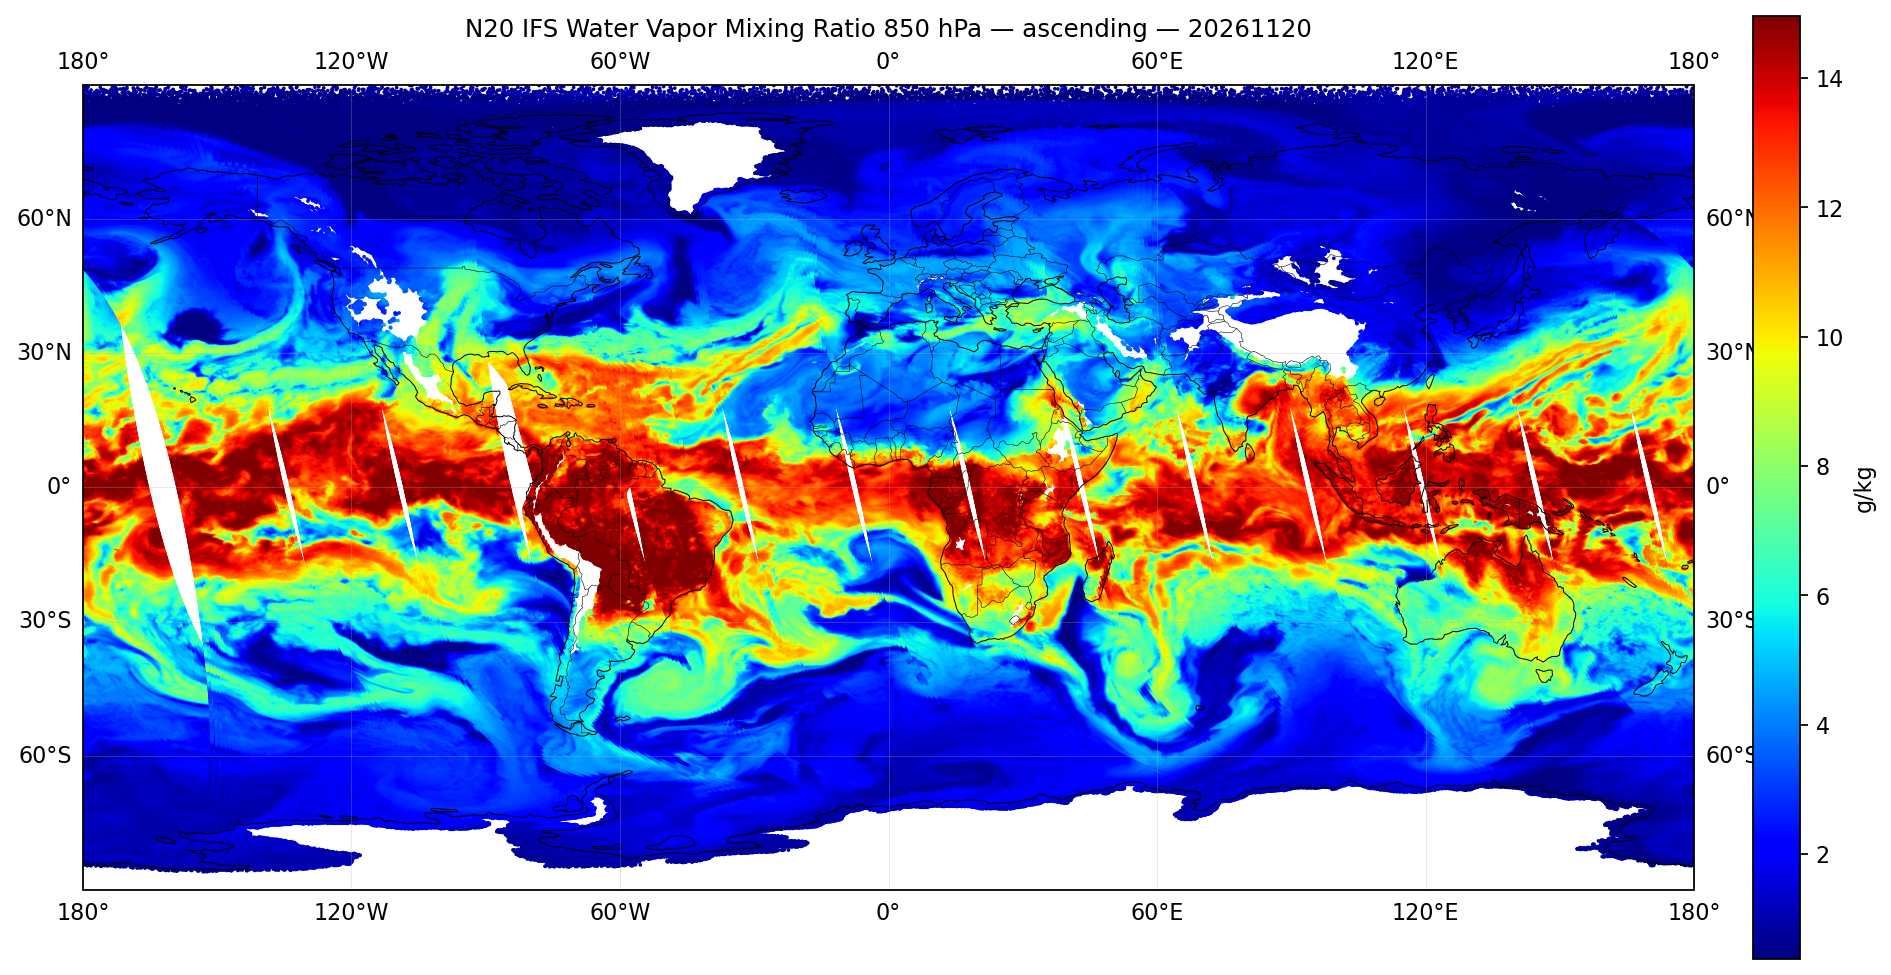 N20 IFS Water Vapor Mixing Ratio 850 hPa — ascending — 20261120
180° 120°W 60°W 0° 60°E 120°E 180°
14
12
60°N 60°N
10
30°N 30°N
8
0° 0°
g/kg
6
30°S 30°S
4
60°S 60°S
2
180° 120°W 60°W 0° 60°E 120°E 180°